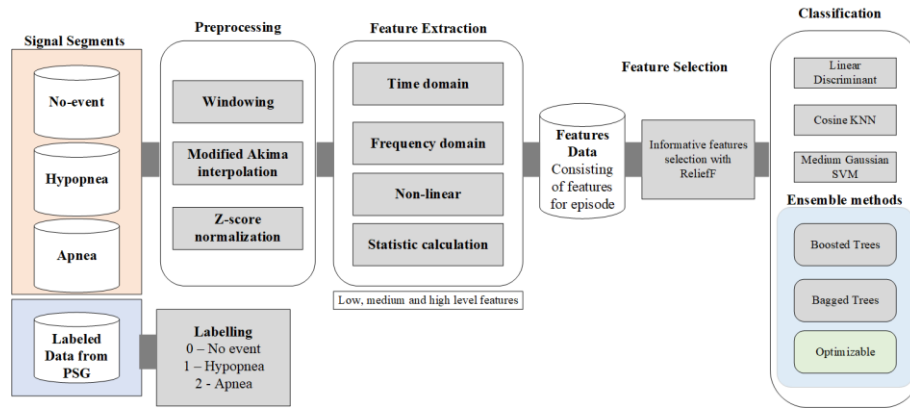 Signal Segments
No-event
Hypopnea
Apnea
Labeled
Data from
PSG
Preprocessing
Windowing
Modified Akima
interpolation
Z-score
normalization
Labelling
0 – No event
1 – Hypopnea
2 - Apnea
Feature Extraction
Time domain
Frequency domain
Non-linear
Statistic calculation
Low, medium and high level features
Features
Data
Consisting
of features
for episode
Feature Selection
Informative features
selection with
ReliefF
Classification
Linear
Discriminant
Cosine KNN
Medium Gaussian
SVM
Ensemble methods
Boosted Trees
Bagged Trees
Optimizable